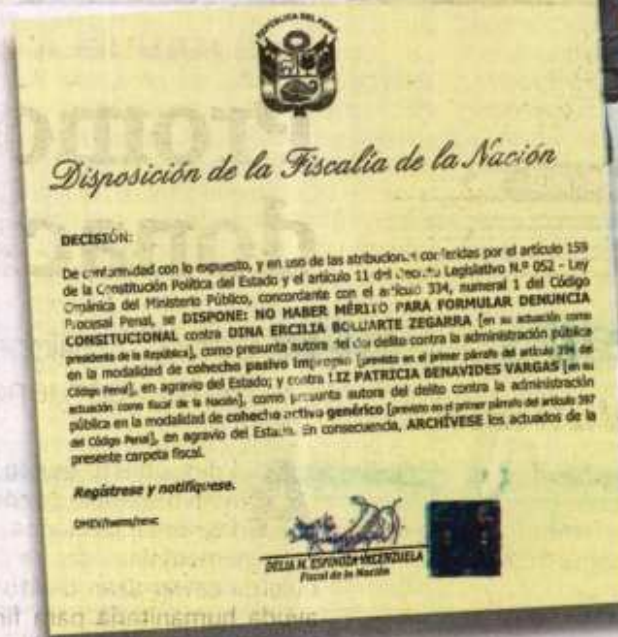 REPÚBLICA DEL PERÚ
Disposición de la Fiscalía de la Nación
DECISIÓN:
De conformidad con lo expuesto, y en uso de las atribuciones conferidas por el artículo 159
de la Constitución Política del Estado y el artículo 11 del Decreto Legislativo N.º 052 - Ley
Orgánica del Ministerio Público, concordante con el artículo 334, numeral 1 del Código
Procesal Penal, se DISPONE: NO HABER MÉRITO PARA FORMULAR DENUNCIA
CONSITUCIONAL contra DINA ERCILIA BOLUARTE ZEGARRA [en su actuación como
presidenta de la República], como presunta autora del del delito contra la administración pública
en la modalidad de cohecho pasivo impropio [previsto en el primer párrafo del artículo 394 del
Código Penal], en agravio del Estado; y contra LIZ PATRICIA BENAVIDES VARGAS [en su
actuación como fiscal de la Nación], como presunta autora del delito contra la administración
pública en la modalidad de cohecho activo genérico [previsto en el primer párrafo del artículo 397
del Código Penal], en agravio del Estado. En consecuencia, ARCHÍVESE los actuados de la
presente carpeta fiscal.
Regístrese y notifíquese.
DELIA M. ESPINOZA VALENZUELA
Fiscal de la Nación
ayuda humanitaria para